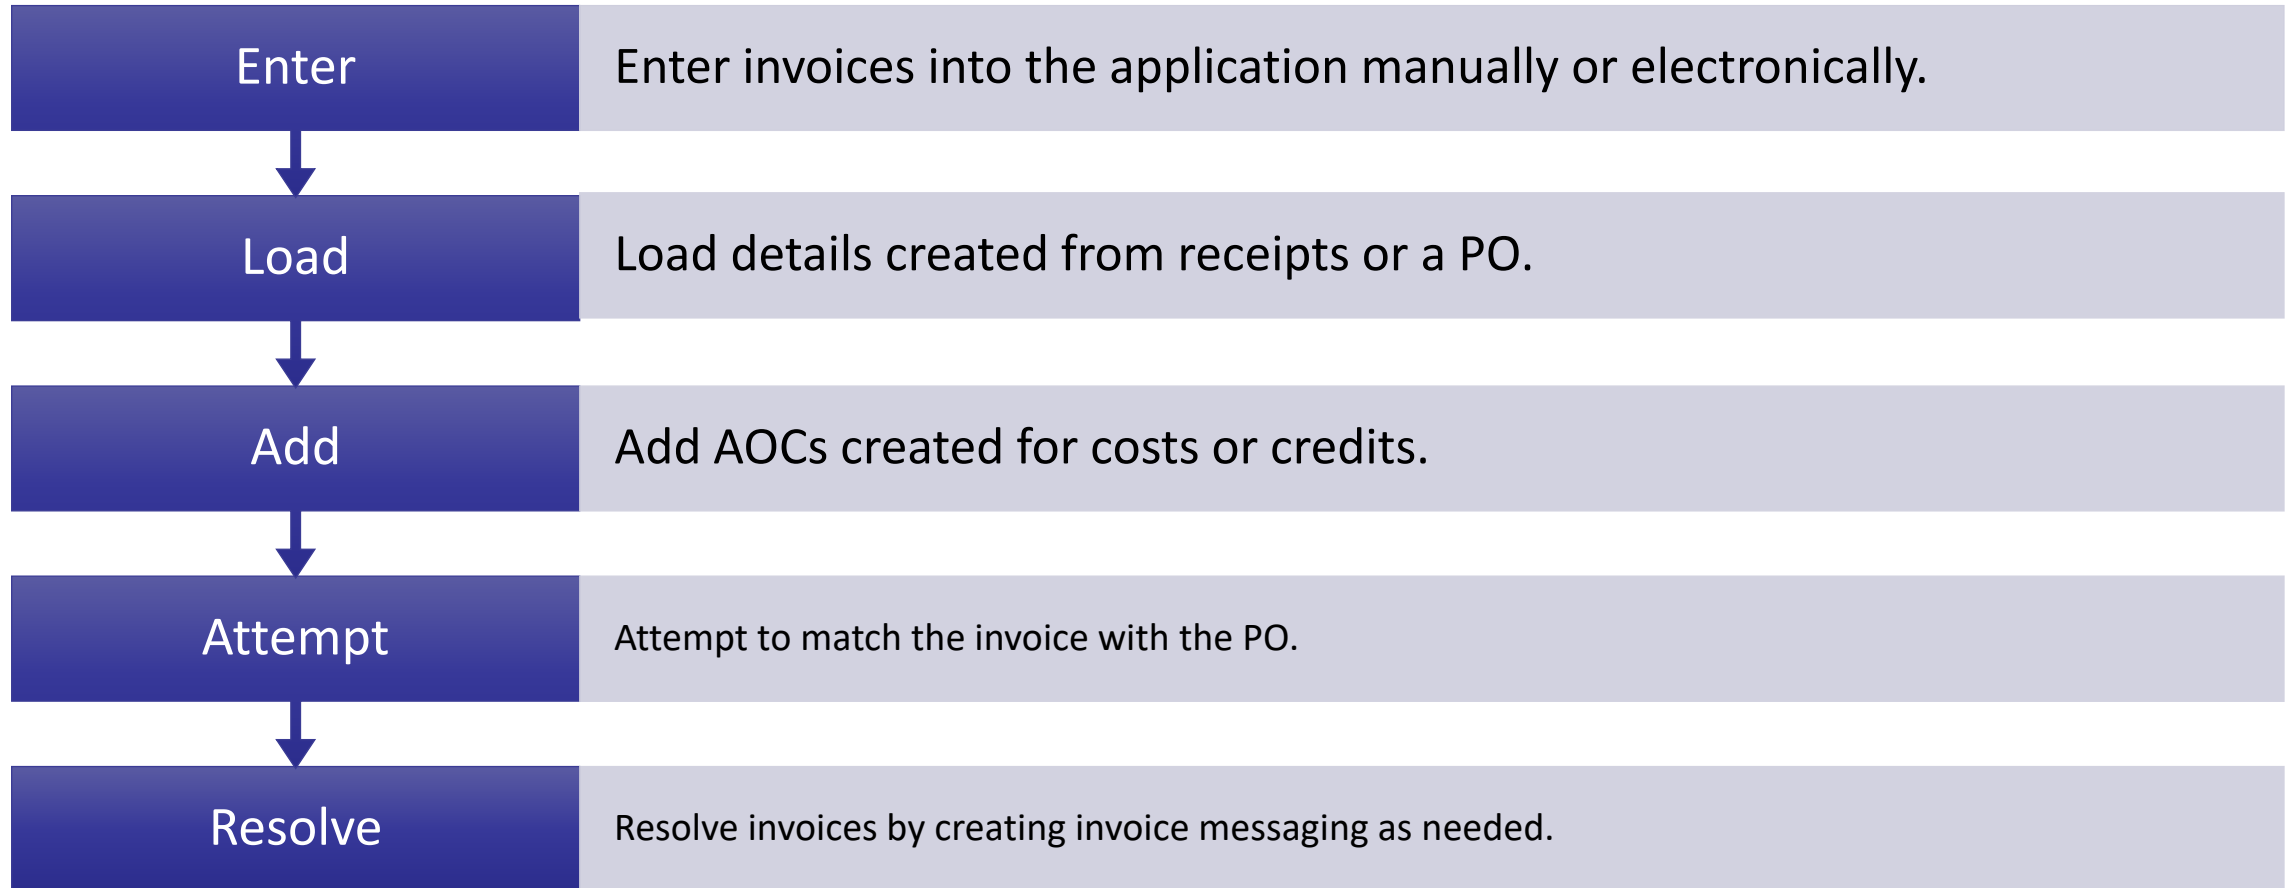 Enter
Enter invoices into the application manually or electronically.
Load
Load details created from receipts or a PO.
Add
Add AOCs created for costs or credits.
Attempt
Attempt to match the invoice with the PO.
Resolve
Resolve invoices by creating invoice messaging as needed.